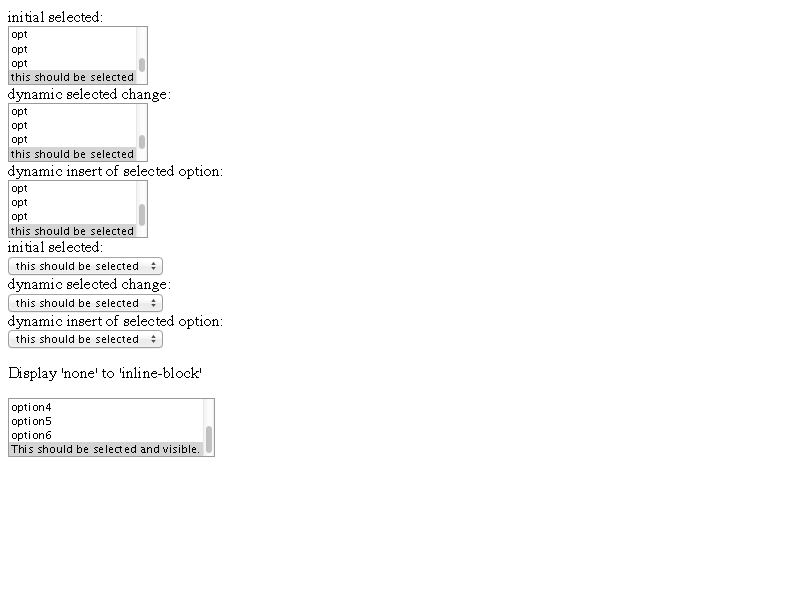 initial selected:
opt
opt
opt
this should be selected
dynamic selected change:
opt
opt
opt
this should be selected
dynamic insert of selected option:
opt
opt
opt
this should be selected
initial selected:
this should be selected
dynamic selected change:
this should be selected
dynamic insert of selected option:
this should be selected
Display 'none' to 'inline-block'
option4
option5
option6
This should be selected and visible.